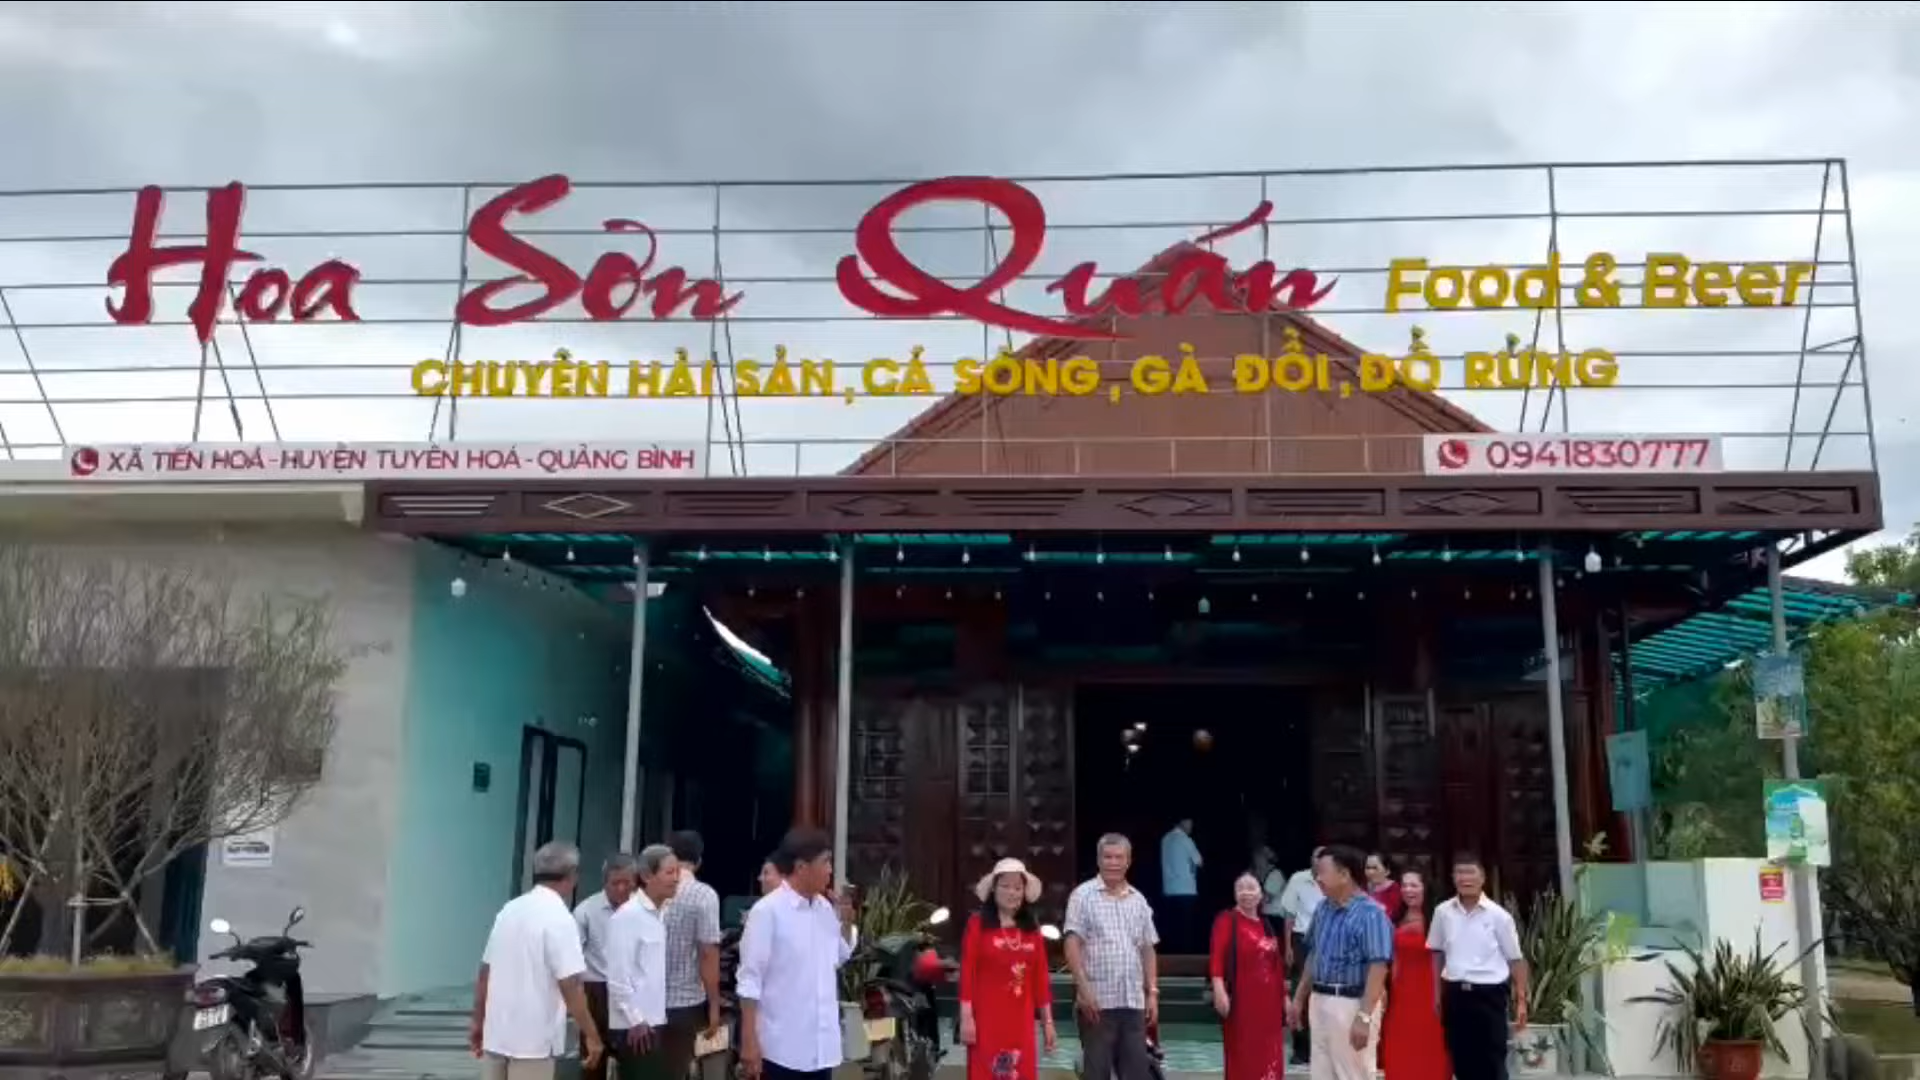 Hoa Sơn Quán Food & Beer
CHUYÊN HẢI SẢN, CÁ SÔNG, GÀ ĐỒI, ĐỒ RỪNG
XÃ TIẾN HOÁ - HUYỆN TUYÊN HOÁ - QUẢNG BÌNH
0941830777